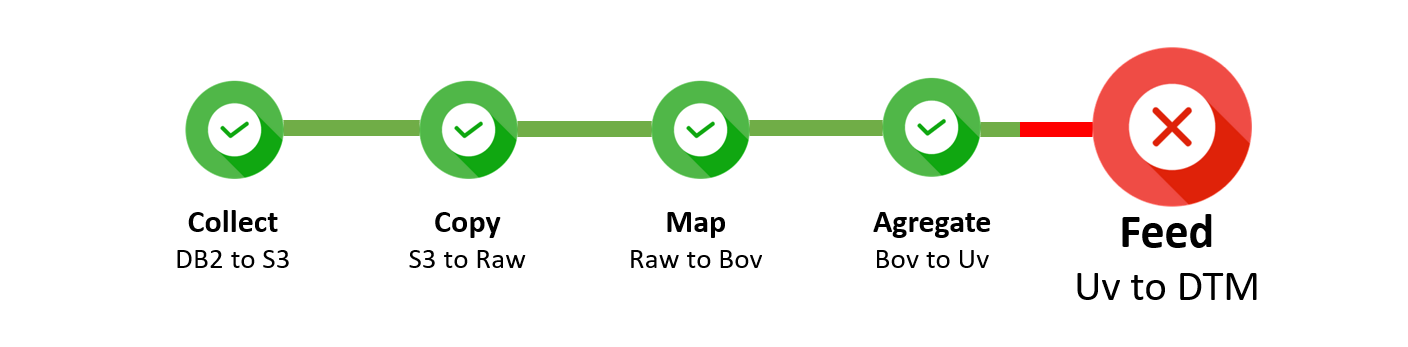 Collect
DB2 to S3
Copy
S3 to Raw
Map
Raw to Bov
Agregate
Bov to Uv
Feed
Uv to DTM